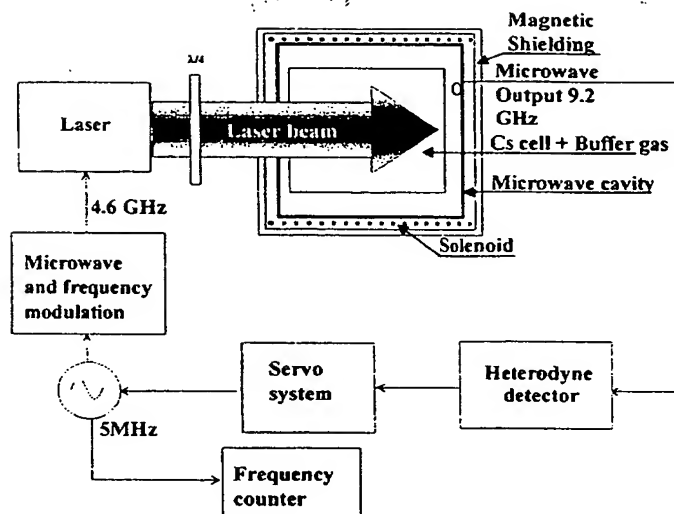 Magnetic
Shielding
λ/4
Microwave
Output 9.2
GHz
Laser
Laser beam
Cs cell + Buffer gas
Microwave cavity
4.6 GHz
Solenoid
Microwave
and frequency
modulation
Servo
system
Heterodyne
detector
5MHz
Frequency
counter